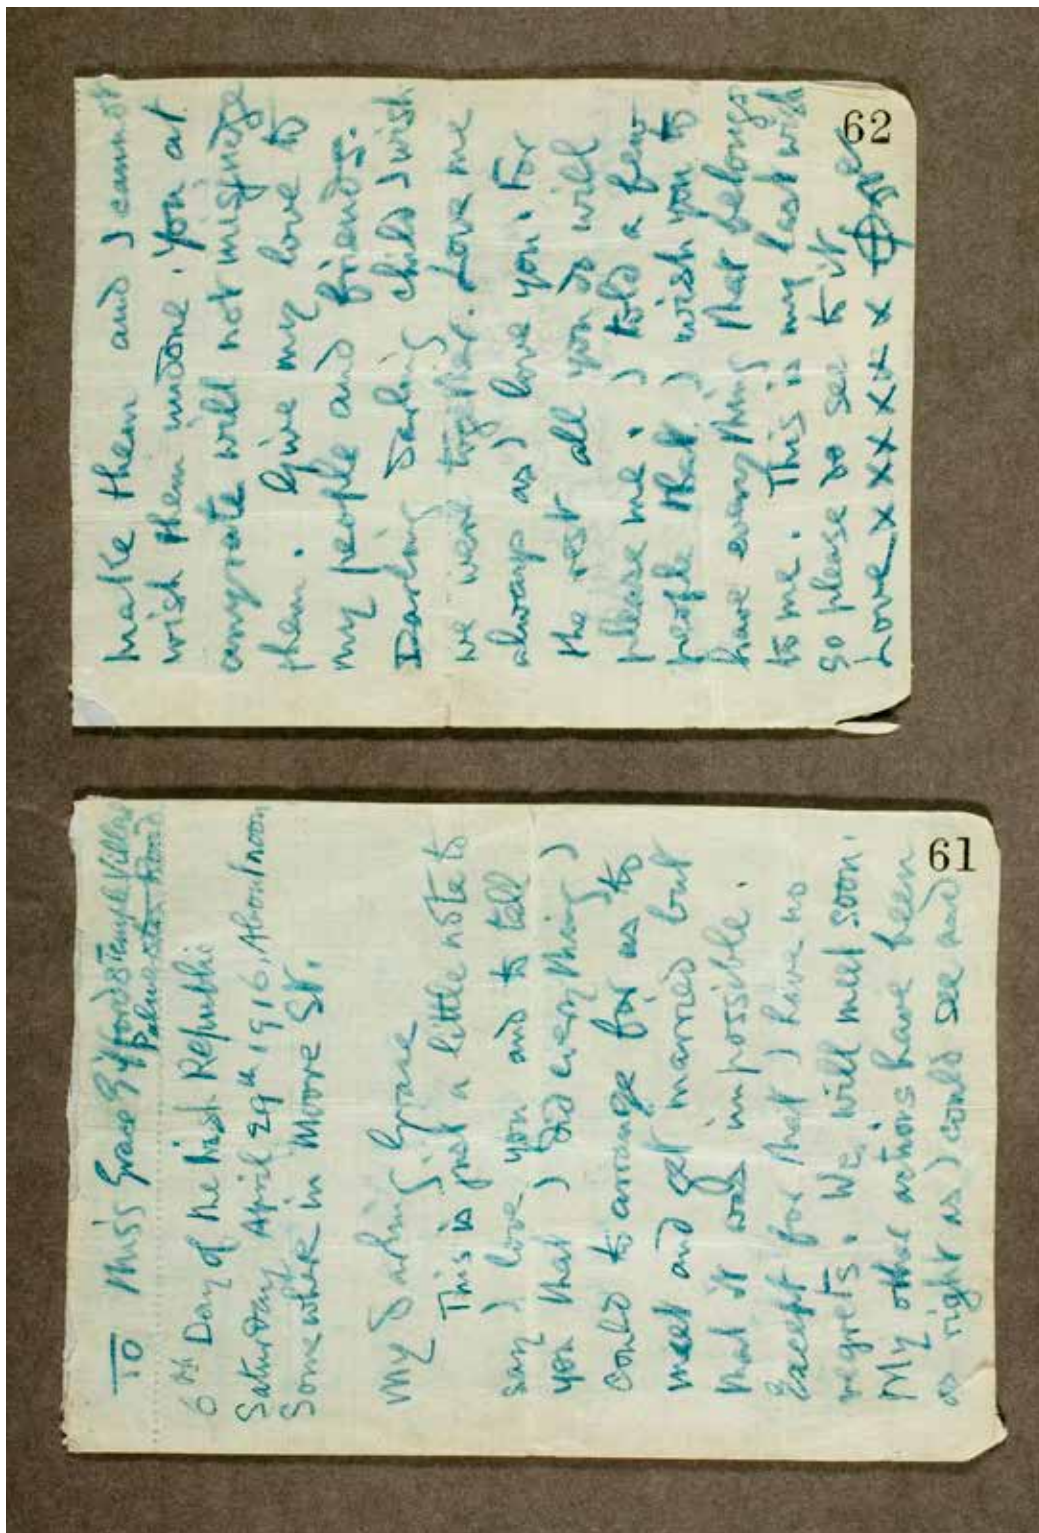 To Miss Grace Gifford 8 Temple Villas
Palmerston Road
6th Day of the Irish Republic
Saturday April 29th 1916, About noon
Somewhere in Moore St.
My Darling Grace
This is just a little note to
say I love you and to tell
you that I did everything I
could to arrange for us to
meet and get married but
that it was impossible.
Except for that I have no
regrets. We will meet soon.
My other actions have been
as right as I could see and
61
make them and I cannot
wish them undone. You at
anyrate will not misjudge
them. Give my love to
my people and friends.
Darling Darling child I wish
we were together. Love me
always as I love you. For
the rest all you do will
please me. I told a few
people that I wish you to
have everything that belongs
to me. This is my last wish
so please do see to it
Love x x x x x x
62